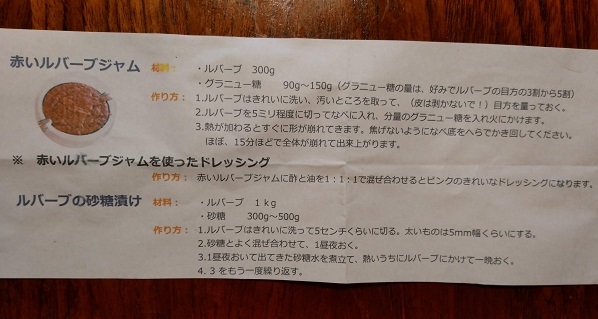 赤いルバーブジャム 材料： ・ルバーブ 300g
・グラニュー糖 90g～150g（グラニュー糖の量は、好みでルバーブの目方の3割から5割）
作り方： 1.ルバーブはきれいに洗い、汚いところを取って、（皮は剝かないで！）目方を量っておく。
2.ルバーブを5ミリ程度に切ってなべに入れ、分量のグラニュー糖を入れ火にかけます。
3.熱が加わるとすぐに形が崩れてきます。焦げないようになべ底をへらでかき回してください。
ほぼ、15分ほどで全体が崩れて出来上がります。
※ 赤いルバーブジャムを使ったドレッシング
作り方： 赤いルバーブジャムに酢と油を1：1：1で混ぜ合わせるとピンクのきれいなドレッシングになります。
ルバーブの砂糖漬け 材料： ・ルバーブ 1ｋg
・砂糖 300g～500g
作り方： 1.ルバーブはきれいに洗って5センチくらいに切る。太いものは5mm幅くらいにする。
2.砂糖とよく混ぜ合わせて、1昼夜おく。
3.1昼夜おいて出てきた砂糖水を煮立て、熱いうちにルバーブにかけて一晩おく。
4. 3をもう一度繰り返す。